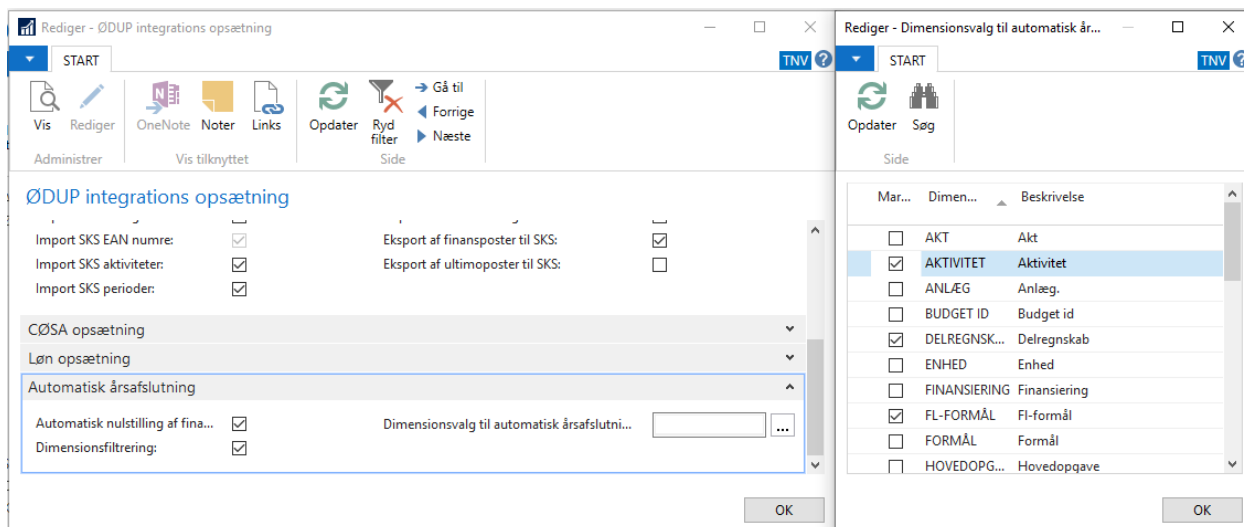 Rediger - ØDUP integrations opsætning
START
TNV
Vis
Rediger
OneNote
Noter
Links
Opdater
Ryd filter
Gå til
Forrige
Næste
Administrer
Vis tilknyttet
Side
ØDUP integrations opsætning
Import SKS EAN numre:
Eksport af finansposter til SKS:
Import SKS aktiviteter:
Eksport af ultimoposter til SKS:
Import SKS perioder:
CØSA opsætning
Løn opsætning
Automatisk årsafslutning
Automatisk nulstilling af fina...
Dimensionsvalg til automatisk årsafslutni...
...
Dimensionsfiltrering:
OK
Rediger - Dimensionsvalg til automatisk år...
START
TNV
Opdater
Søg
Side
Mar... Dimen... Beskrivelse
AKT Akt
AKTIVITET Aktivitet
ANLÆG Anlæg.
BUDGET ID Budget id
DELREGNSK... Delregnskab
ENHED Enhed
FINANSIERING Finansiering
FL-FORMÅL Fl-formål
FORMÅL Formål
HOVEDOPG... Hovedopgave
OK